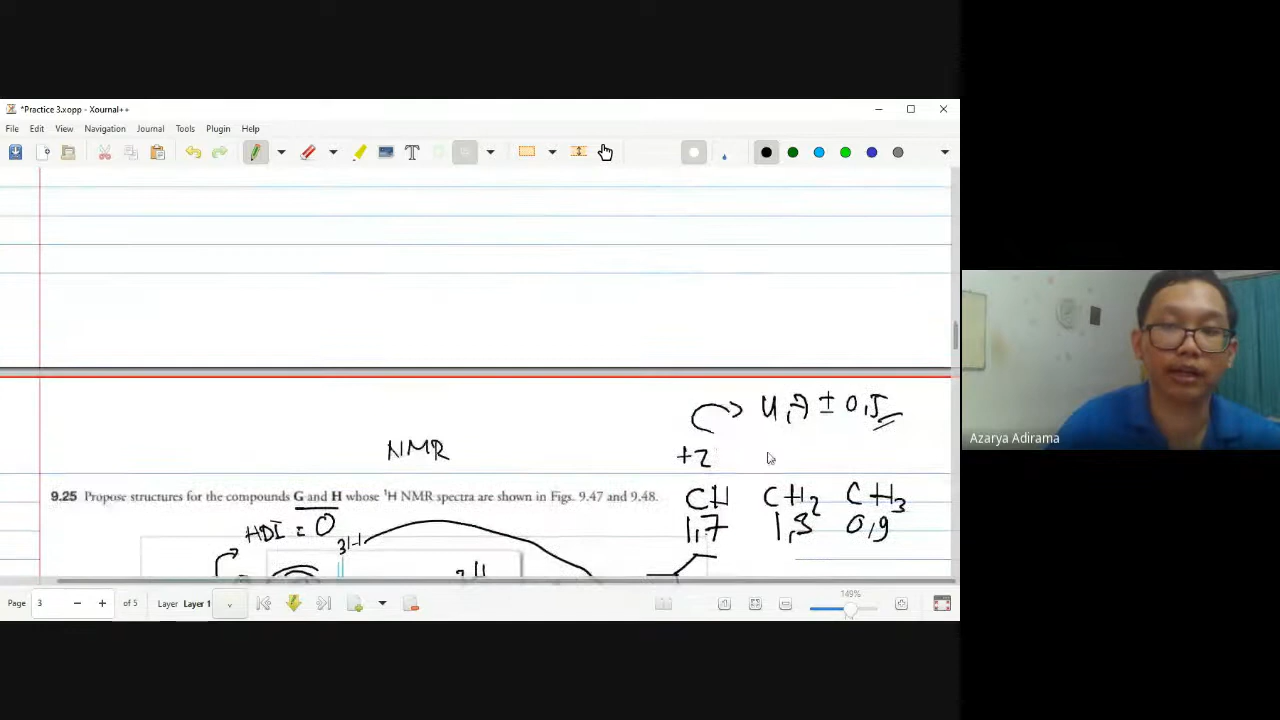 *Practice 3.xopp - Xournal++
File Edit View Navigation Journal Tools Plugin Help
4,7 ± 0,5
+2
NMR
CH CH2 CH3
9.25 Propose structures for the compounds G and H whose ¹H NMR spectra are shown in Figs. 9.47 and 9.48.
1,7 1,3 0,9
HDI = 0
3H
Azarya Adirama
Page 3 of 5 Layer Layer 1 149%